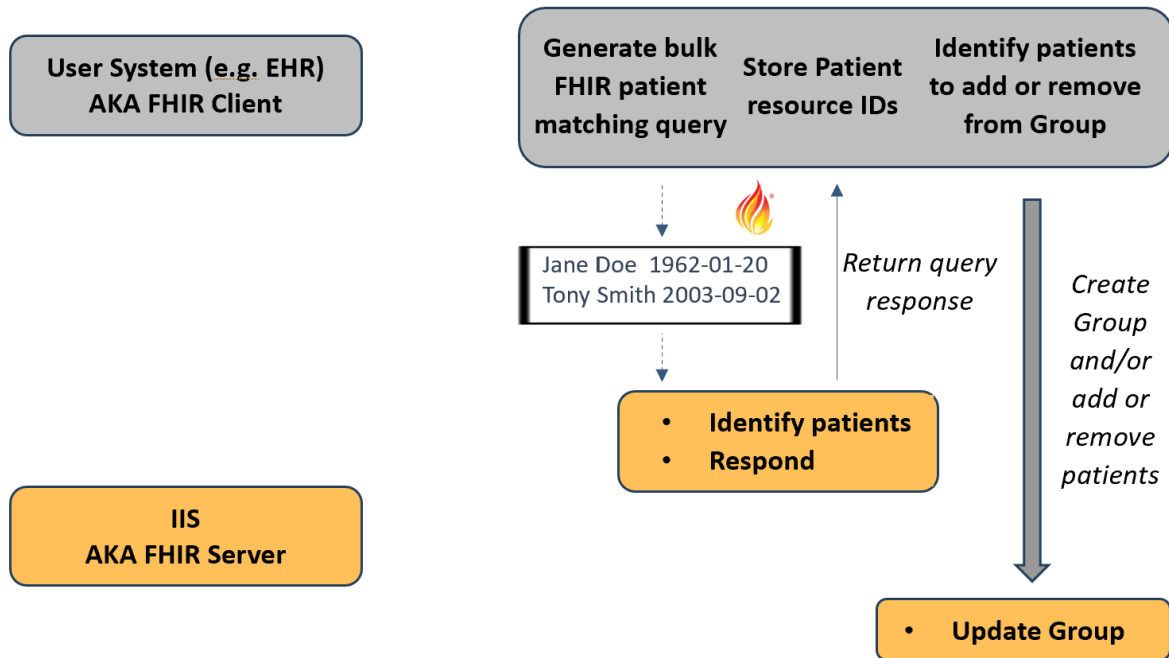 User System (e.g. EHR)
AKA FHIR Client
Generate bulk
FHIR patient
matching query
Store Patient
resource IDs
Identify patients
to add or remove
from Group
Jane Doe 1962-01-20
Tony Smith 2003-09-02
Return query
response
Create
Group
and/or
add or
remove
patients
• Identify patients
• Respond
IIS
AKA FHIR Server
• Update Group